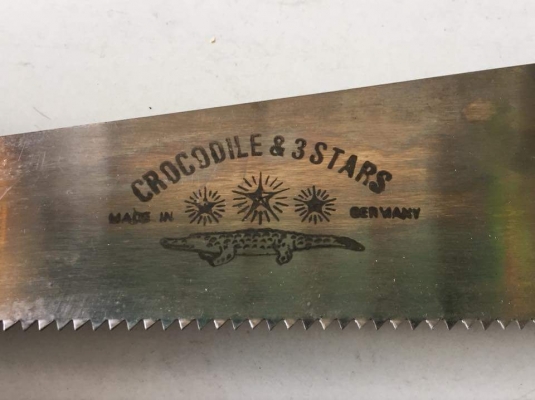 CROCODILE & 3 STARS
MADE IN GERMANY